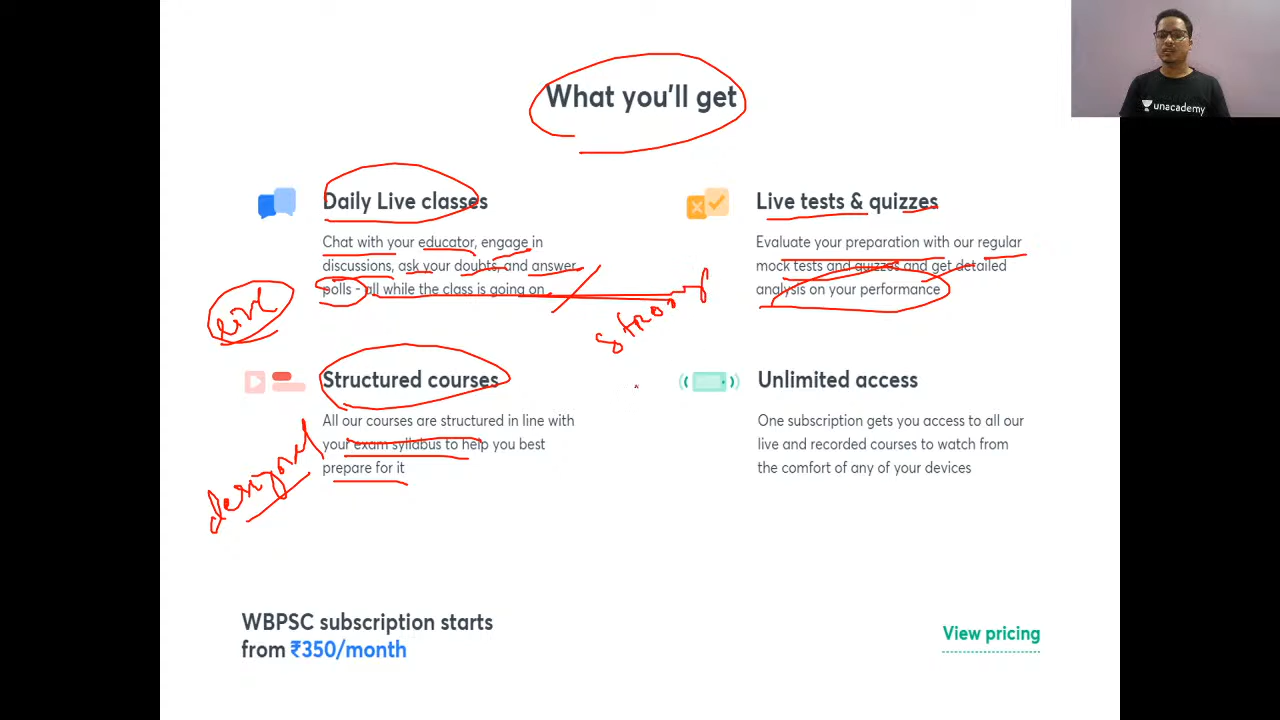 What you'll get
Daily Live classes
Chat with your educator, engage in
discussions, ask your doubts, and answer
polls - all while the class is going on
Live tests & quizzes
Evaluate your preparation with our regular
mock tests and quizzes and get detailed
analysis on your performance
live
strong
Structured courses
All our courses are structured in line with
your exam syllabus to help you best
prepare for it
designed
Unlimited access
One subscription gets you access to all our
live and recorded courses to watch from
the comfort of any of your devices
WBPSC subscription starts
from ₹350/month
View pricing
unacademy